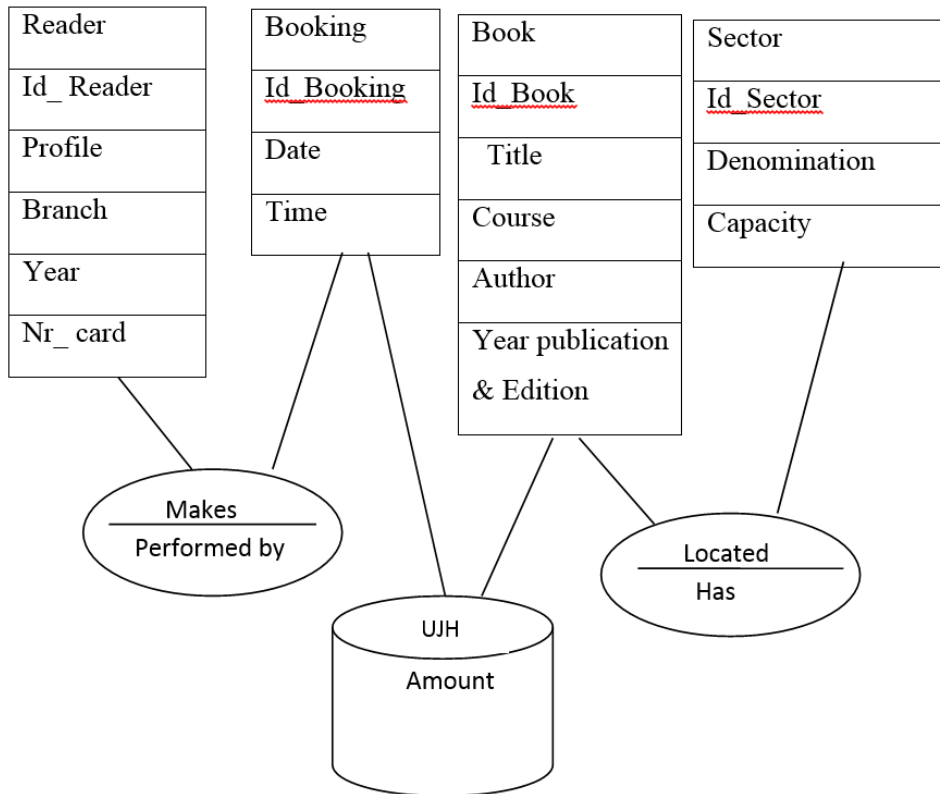 Reader
Id_ Reader
Profile
Branch
Year
Nr_ card
Booking
Id_Booking
Date
Time
Book
Id_Book
Title
Course
Author
Year publication
& Edition
Sector
Id_Sector
Denomination
Capacity
Makes
Performed by
UJH
Amount
Located
Has